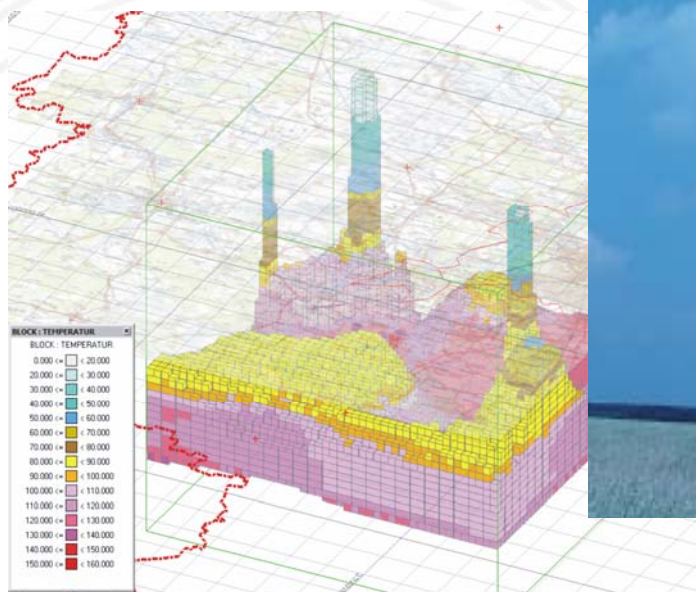 BLOCK : TEMPERATUR
BLOCK : TEMPERATUR
0.000 <= < 20.000
20.000 <= < 30.000
30.000 <= < 40.000
40.000 <= < 50.000
50.000 <= < 60.000
60.000 <= < 70.000
70.000 <= < 80.000
80.000 <= < 90.000
90.000 <= < 100.000
100.000 <= < 110.000
110.000 <= < 120.000
120.000 <= < 130.000
130.000 <= < 140.000
140.000 <= < 150.000
150.000 <= < 160.000